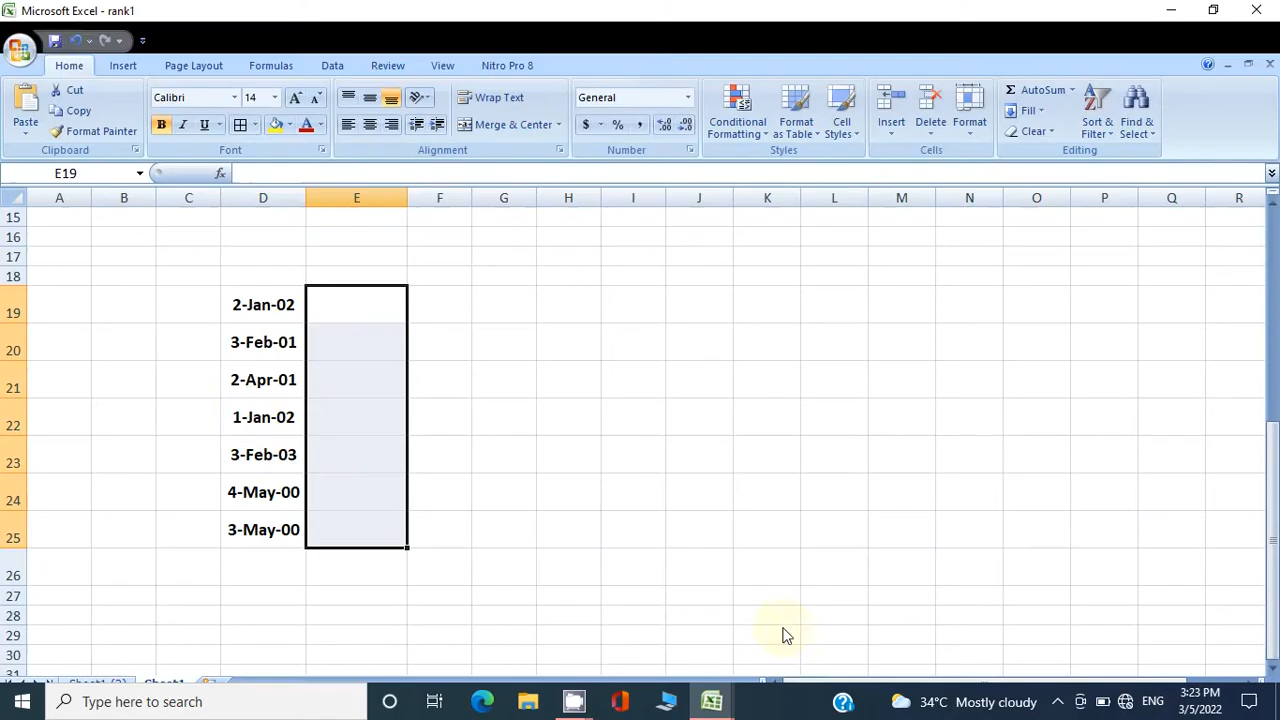 Microsoft Excel - rank1
Home Insert Page Layout Formulas Data Review View Nitro Pro 8
Paste
Cut
Copy
Format Painter
Clipboard
Calibri 14
B I U
Font
Wrap Text
Merge & Center
Alignment
General
$ % ,
Number
Conditional Formatting
Format as Table
Cell Styles
Styles
Insert Delete Format
Cells
Σ AutoSum
Fill
Clear
Sort & Filter
Find & Select
Editing
E19 fx
A B C D E F G H I J K L M N O P Q R
15
16
17
18
19 2-Jan-02
20 3-Feb-01
21 2-Apr-01
22 1-Jan-02
23 3-Feb-03
24 4-May-00
25 3-May-00
26
27
28
29
30
31
Sheet1 (2) Sheet1
Type here to search
34°C Mostly cloudy
ENG
3:23 PM
3/5/2022